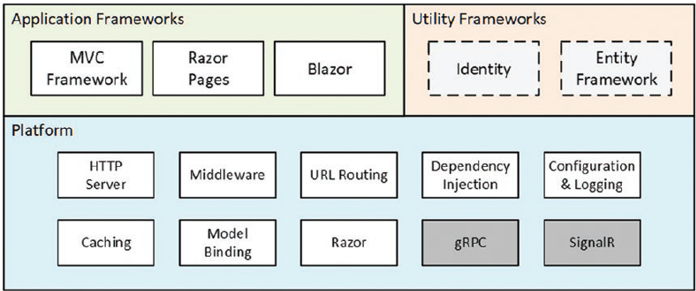 Application Frameworks
Utility Frameworks
MVC
Framework
Razor
Pages
Blazor
Identity
Entity
Framework
Platform
HTTP
Server
Middleware
URL Routing
Dependency
Injection
Configuration
& Logging
Caching
Model
Binding
Razor
gRPC
SignalR